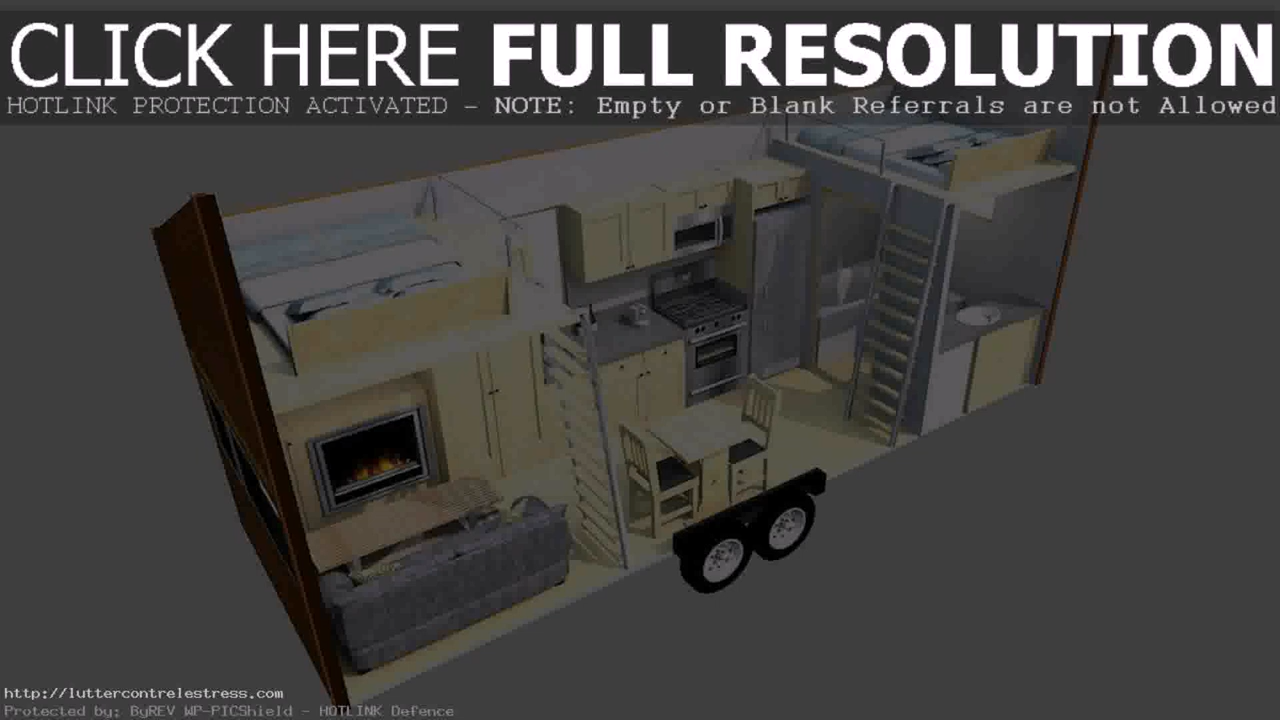 CLICK HERE FULL RESOLUTION
HOTLINK PROTECTION ACTIVATED - NOTE: Empty or Blank Referrals are not Allowed
http://luttercontrelestress.com
Protected by: ByREV WP-PICShield - HOTLINK Defence